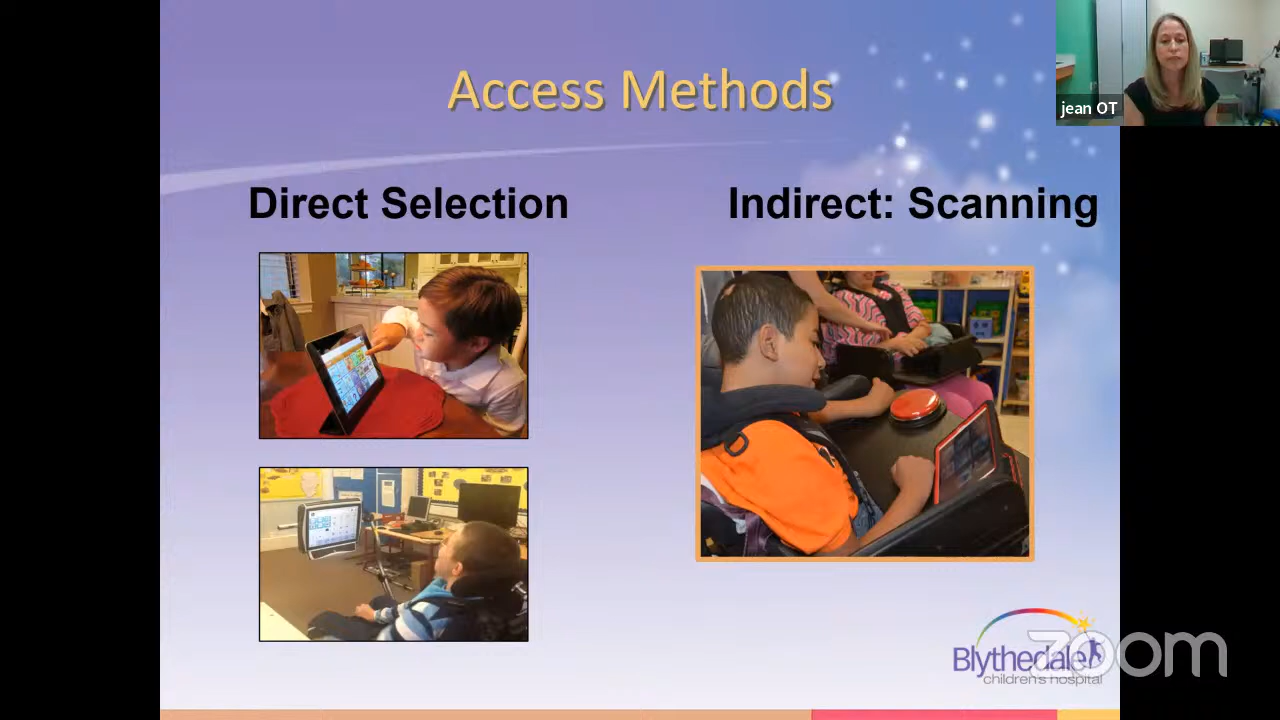 Access Methods
jean OT
Direct Selection
Indirect: Scanning
Blythedale
children's hospital
zoom